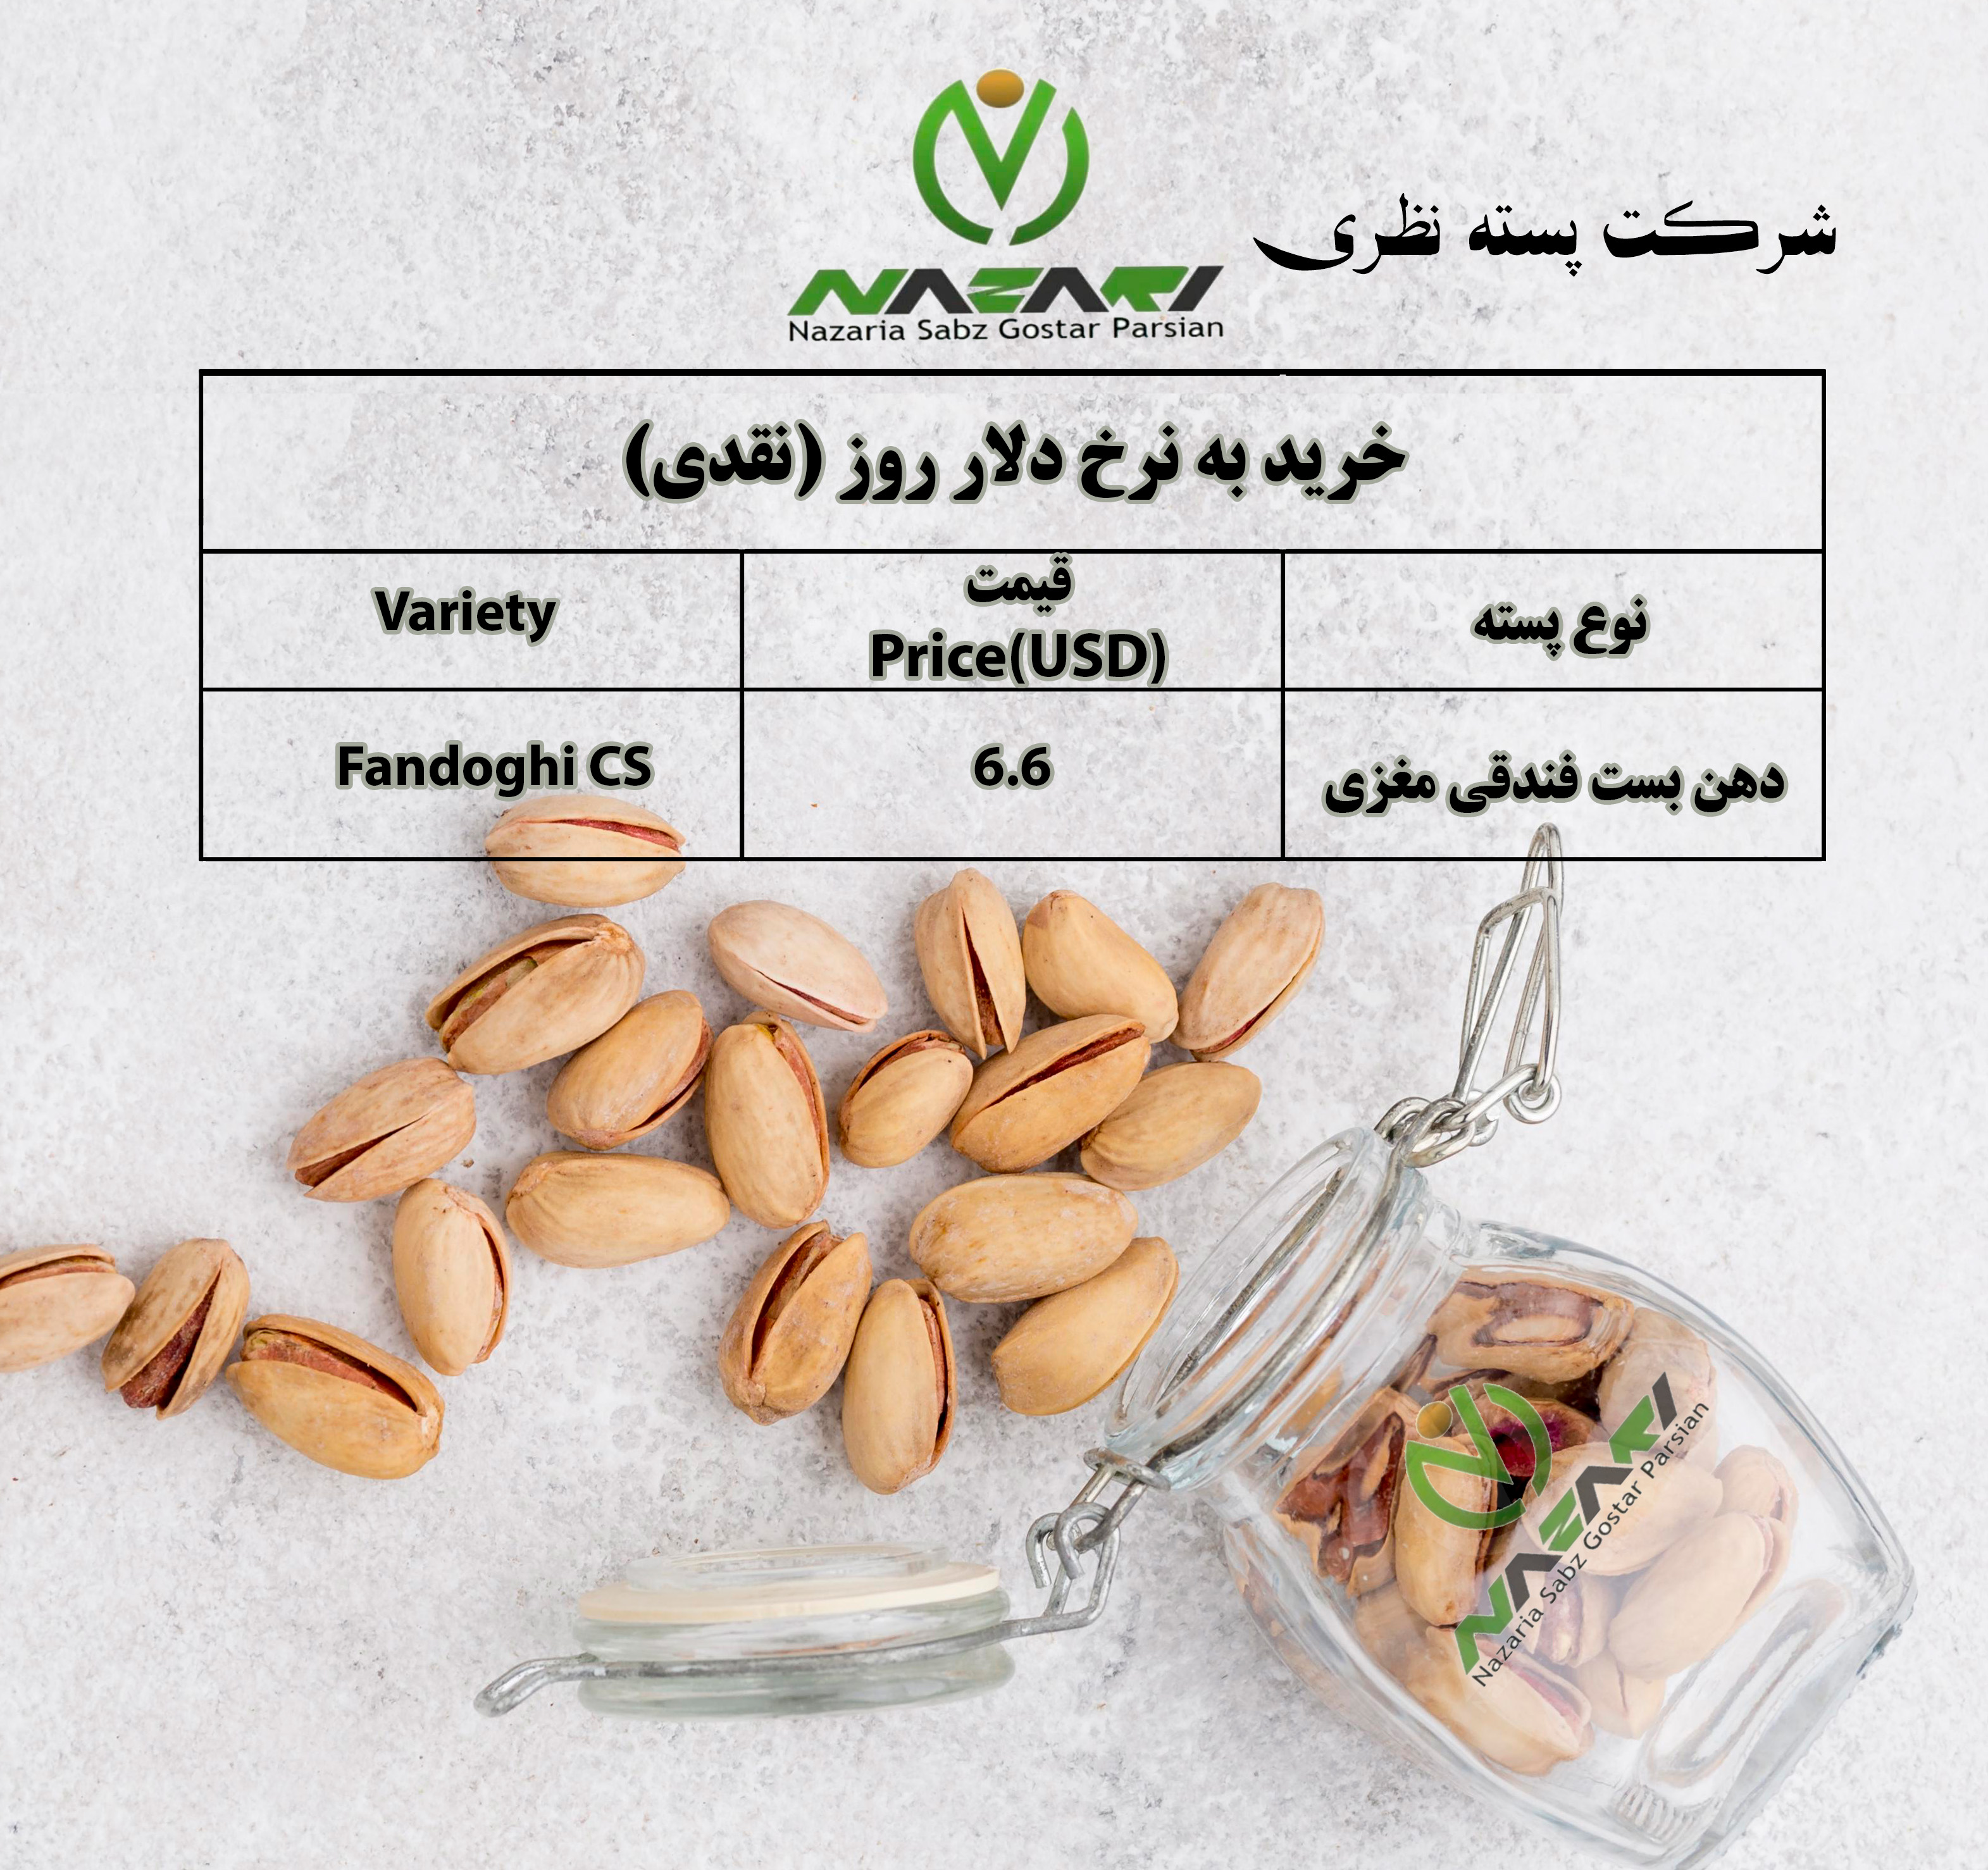 NAZARI
Nazaria Sabz Gostar Parsian
شرکت پسته نظری
خرید به نرخ دلار روز (نقدی)
نوع پسته
قیمت
Price(USD)
Variety
دهن بست فندقی مغزی
6.6
Fandoghi CS
NAZARI
Nazaria Sabz Gostar Parsian